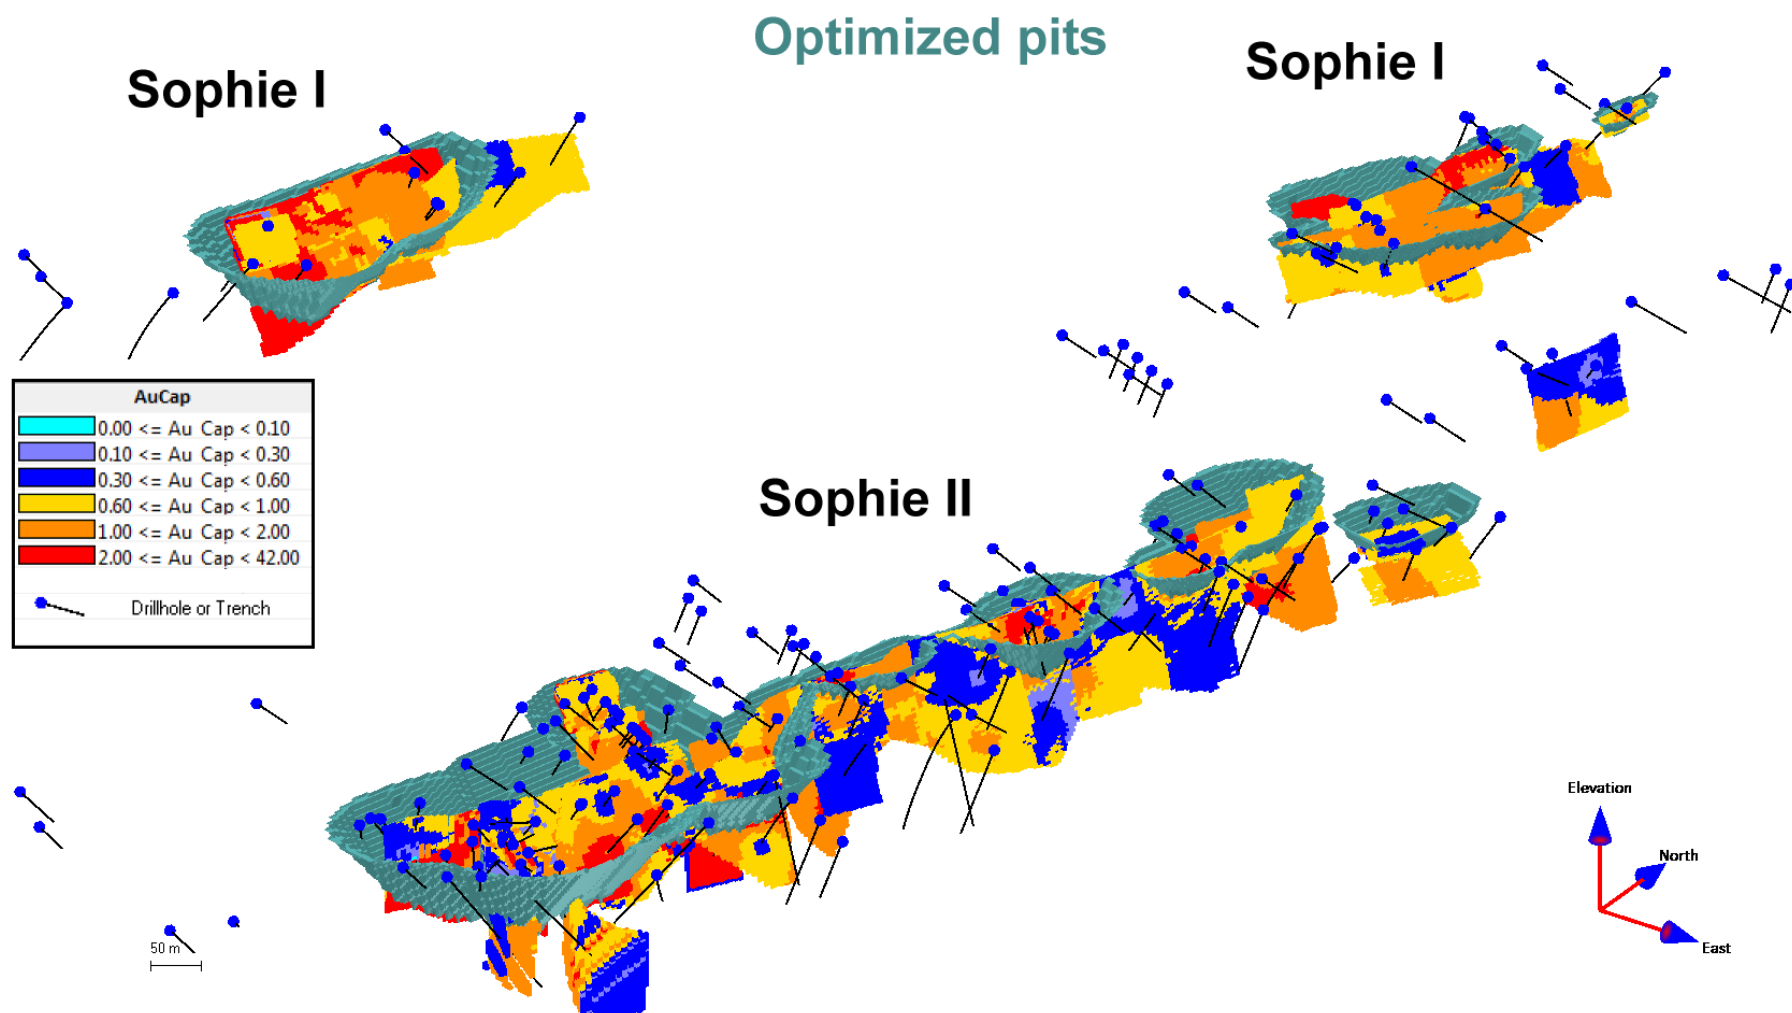 Optimized pits
Sophie I
Sophie I
AuCap
0.00 <= Au Cap < 0.10
0.10 <= Au Cap < 0.30
0.30 <= Au Cap < 0.60
0.60 <= Au Cap < 1.00
1.00 <= Au Cap < 2.00
2.00 <= Au Cap < 42.00
Drillhole or Trench
Sophie II
Elevation
North
East
50 m